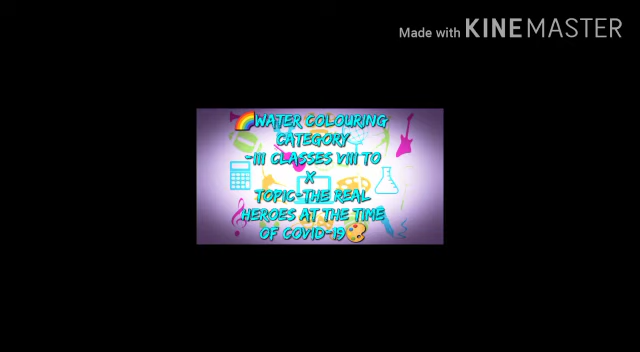 Made with KINEMASTER
🌈WATER COLOURING
CATEGORY
-III CLASSES VIII TO
X
TOPIC-THE REAL
HEROES AT THE TIME
OF COVID-19🎨